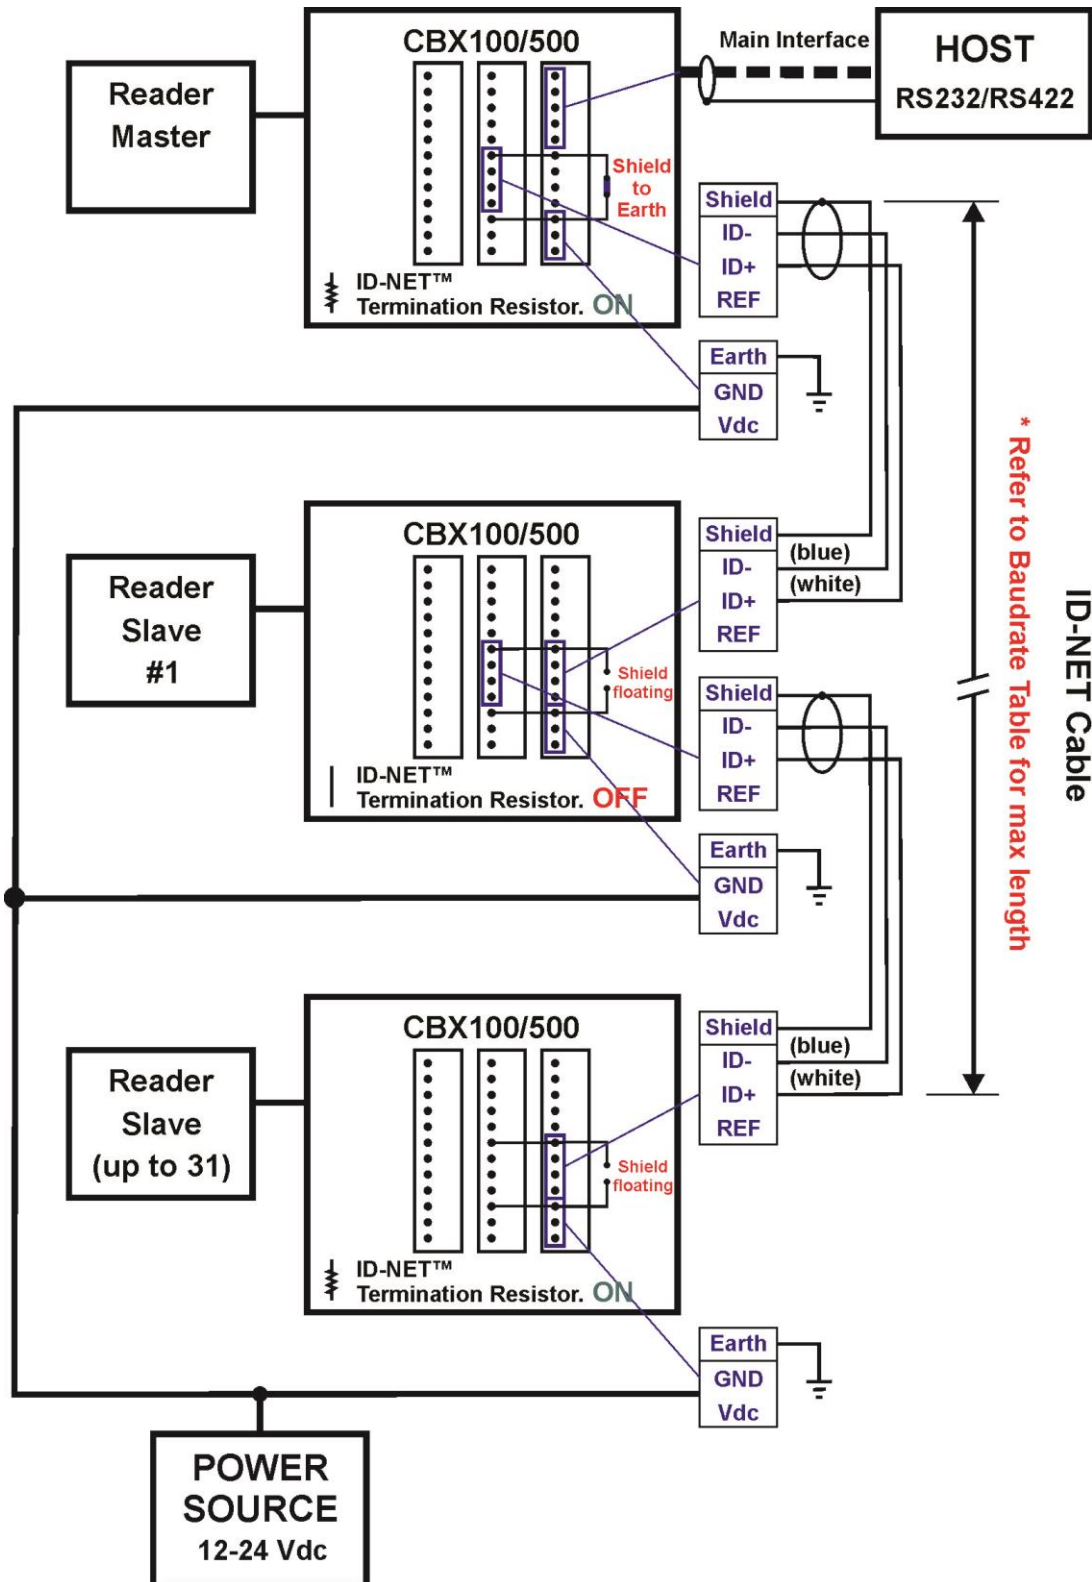 CBX100/500
Main Interface
HOST
RS232/RS422
Reader
Master
Shield
to
Earth
ID-NET™
Termination Resistor. ON
Shield
ID-
ID+
REF
Earth
GND
Vdc
CBX100/500
Reader
Slave
#1
Shield
floating
ID-NET™
Termination Resistor. OFF
Shield
ID- (blue)
ID+ (white)
REF
Shield
ID-
ID+
REF
Earth
GND
Vdc
* Refer to Baudrate Table for max length
ID-NET Cable
CBX100/500
Reader
Slave
(up to 31)
Shield
floating
ID-NET™
Termination Resistor. ON
Shield
ID- (blue)
ID+ (white)
REF
Earth
GND
Vdc
POWER
SOURCE
12-24 Vdc